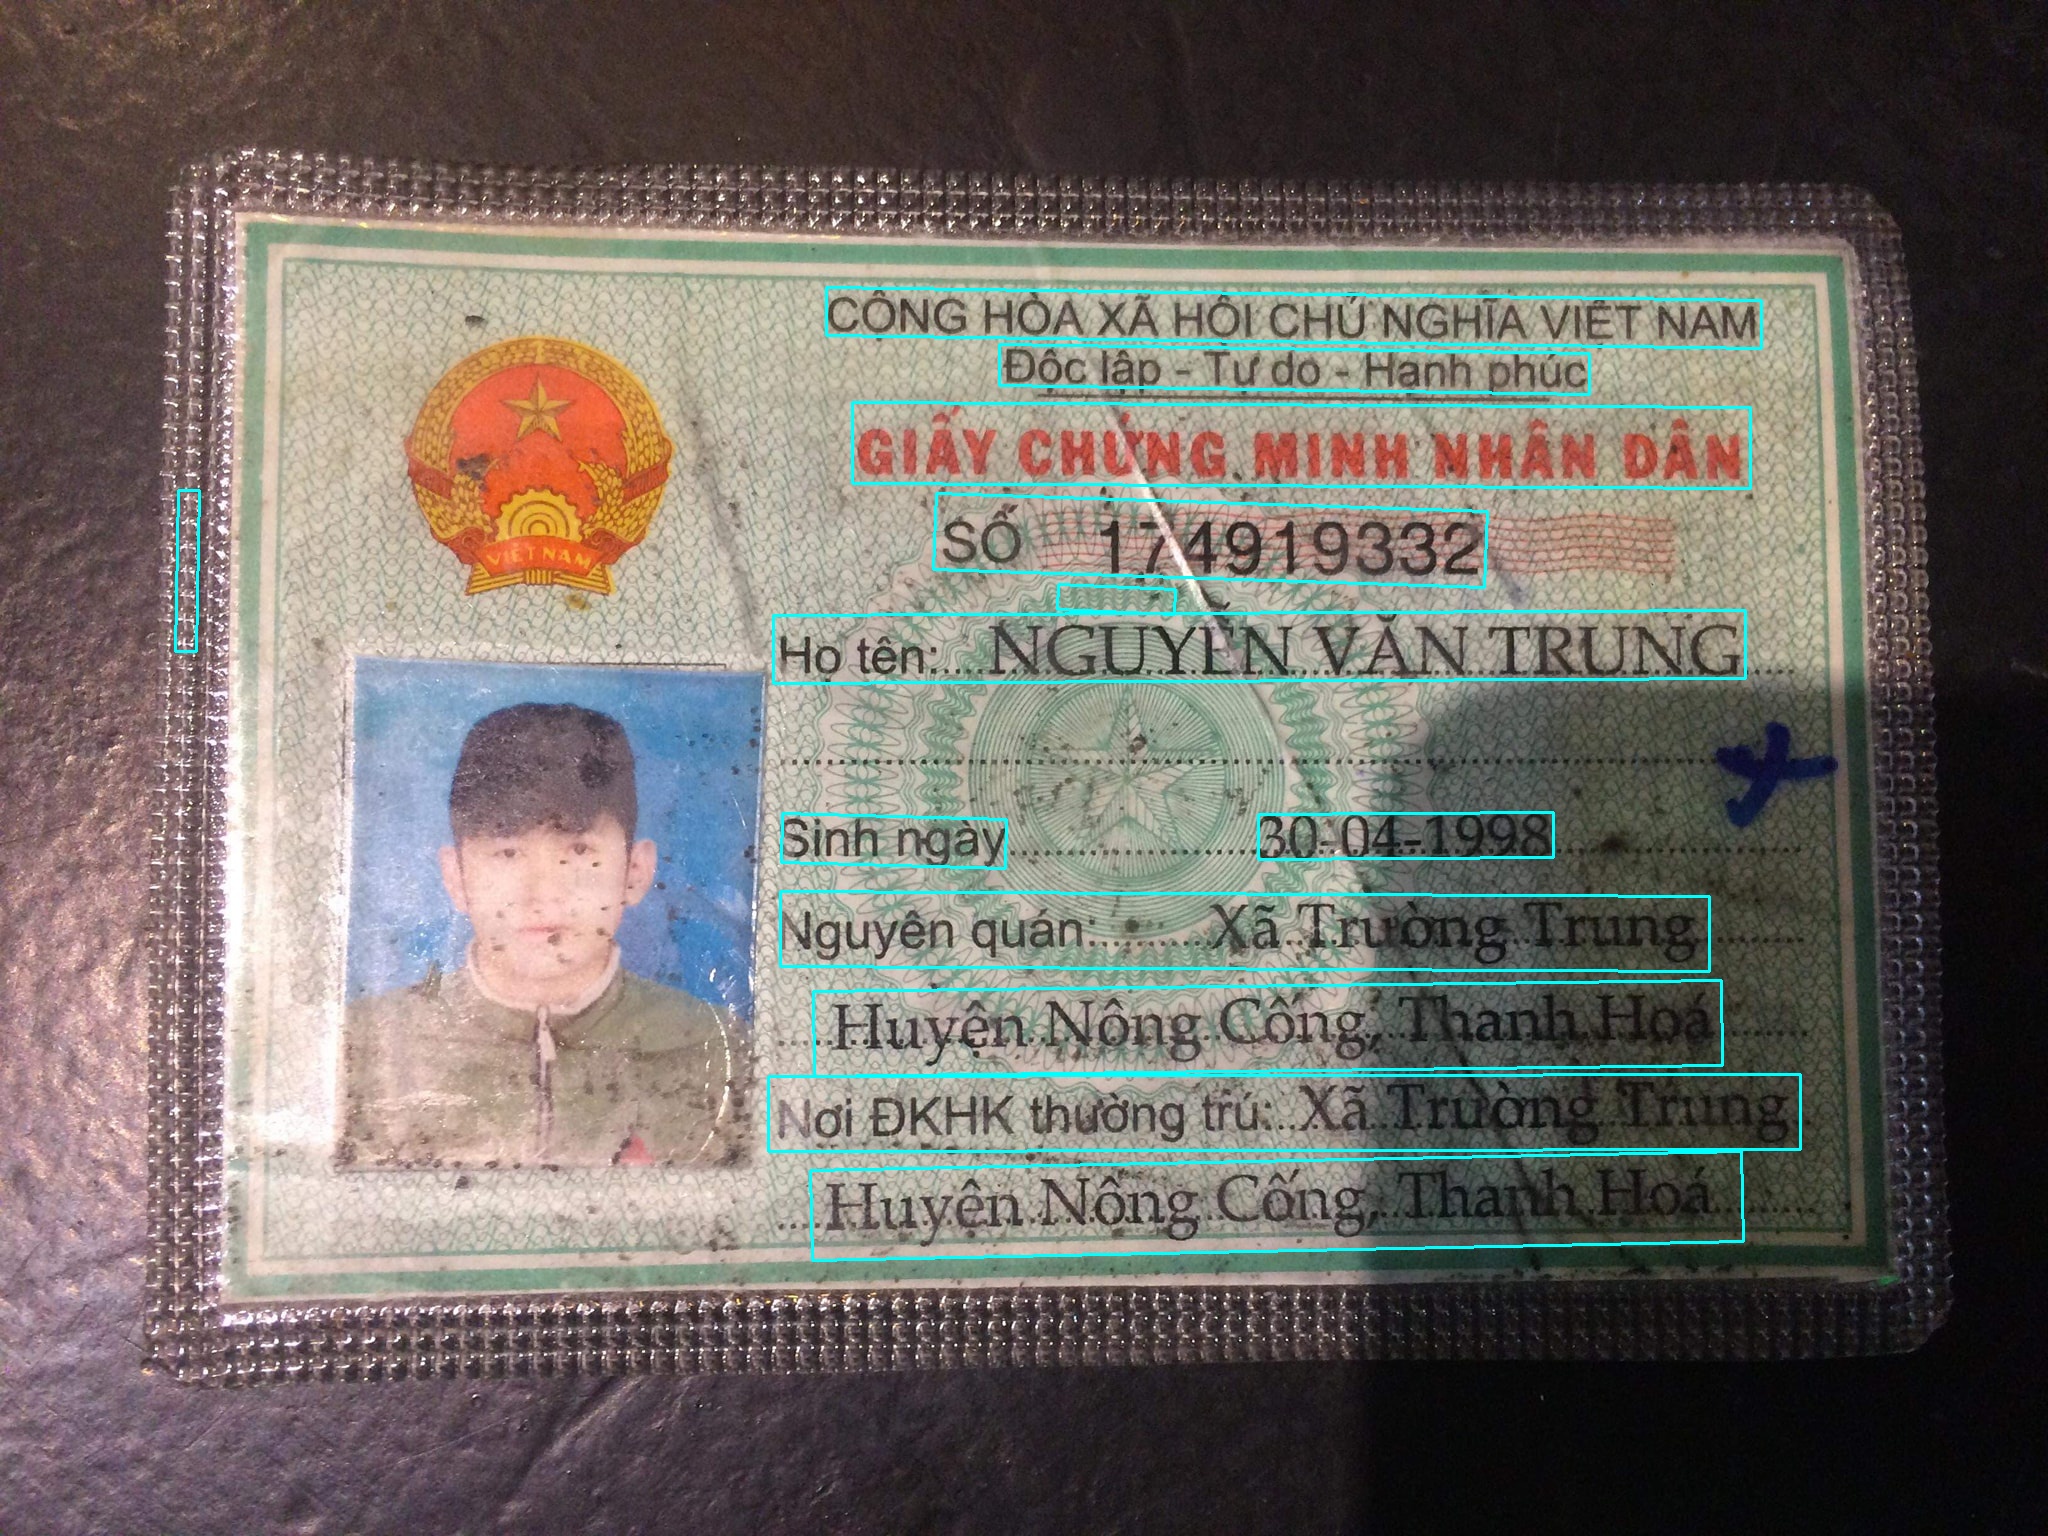 CỘNG HÒA XÃ HỘI CHỦ NGHĨA VIỆT NAM
Độc lập - Tự do - Hạnh phúc
GIẤY CHỨNG MINH NHÂN DÂN
SỐ 174919332
VIỆT NAM
Họ tên: NGUYỄN VĂN TRUNG
Sinh ngày 30-04-1998
Nguyên quán: Xã Trường Trung
Huyện Nông Cống, Thanh Hoá
Nơi ĐKHK thường trú: Xã Trường Trung
Huyện Nông Cống, Thanh Hoá